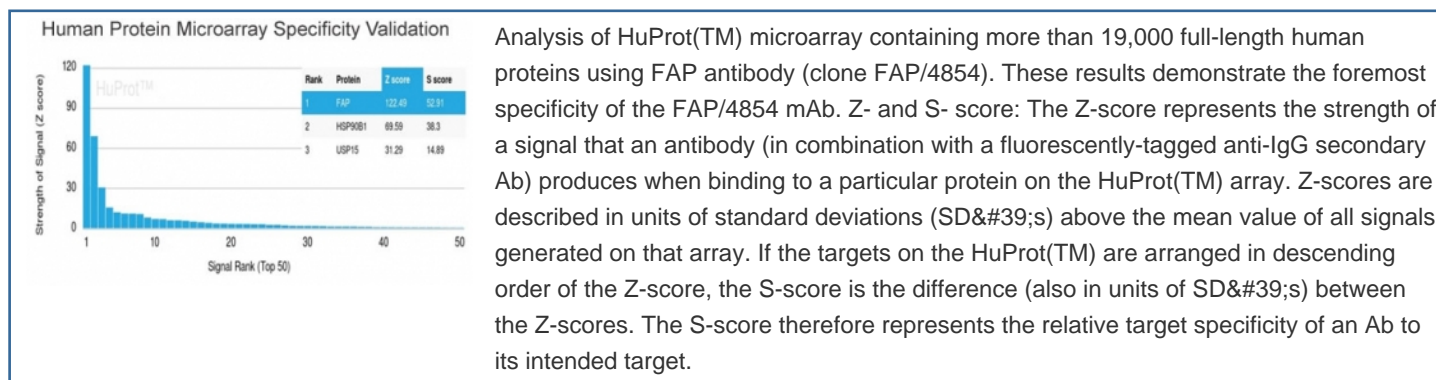 Human Protein Microarray Specificity Validation
HuProt™
Strength of Signal (Z score)
120
90
60
30
0
1 10 20 30 40 50
Signal Rank (Top 50)
Rank Protein Z score S score
1 FAP 122.49 52.91
2 HSP90B1 69.59 38.3
3 USP15 31.29 14.89
Analysis of HuProt(TM) microarray containing more than 19,000 full-length human
proteins using FAP antibody (clone FAP/4854). These results demonstrate the foremost
specificity of the FAP/4854 mAb. Z- and S- score: The Z-score represents the strength of
a signal that an antibody (in combination with a fluorescently-tagged anti-IgG secondary
Ab) produces when binding to a particular protein on the HuProt(TM) array. Z-scores are
described in units of standard deviations (SD&#39;s) above the mean value of all signals
generated on that array. If the targets on the HuProt(TM) are arranged in descending
order of the Z-score, the S-score is the difference (also in units of SD&#39;s) between
the Z-scores. The S-score therefore represents the relative target specificity of an Ab to
its intended target.